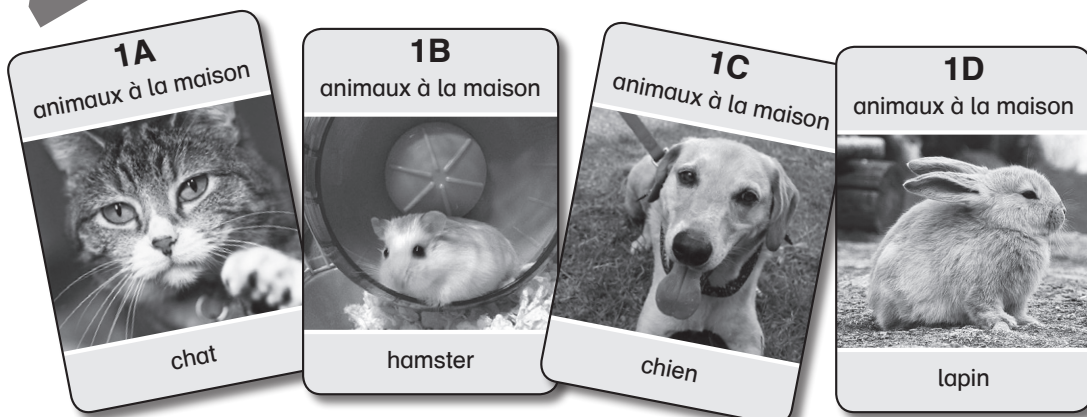 1A
animaux à la maison
chat
1B
animaux à la maison
hamster
1C
animaux à la maison
chien
1D
animaux à la maison
lapin